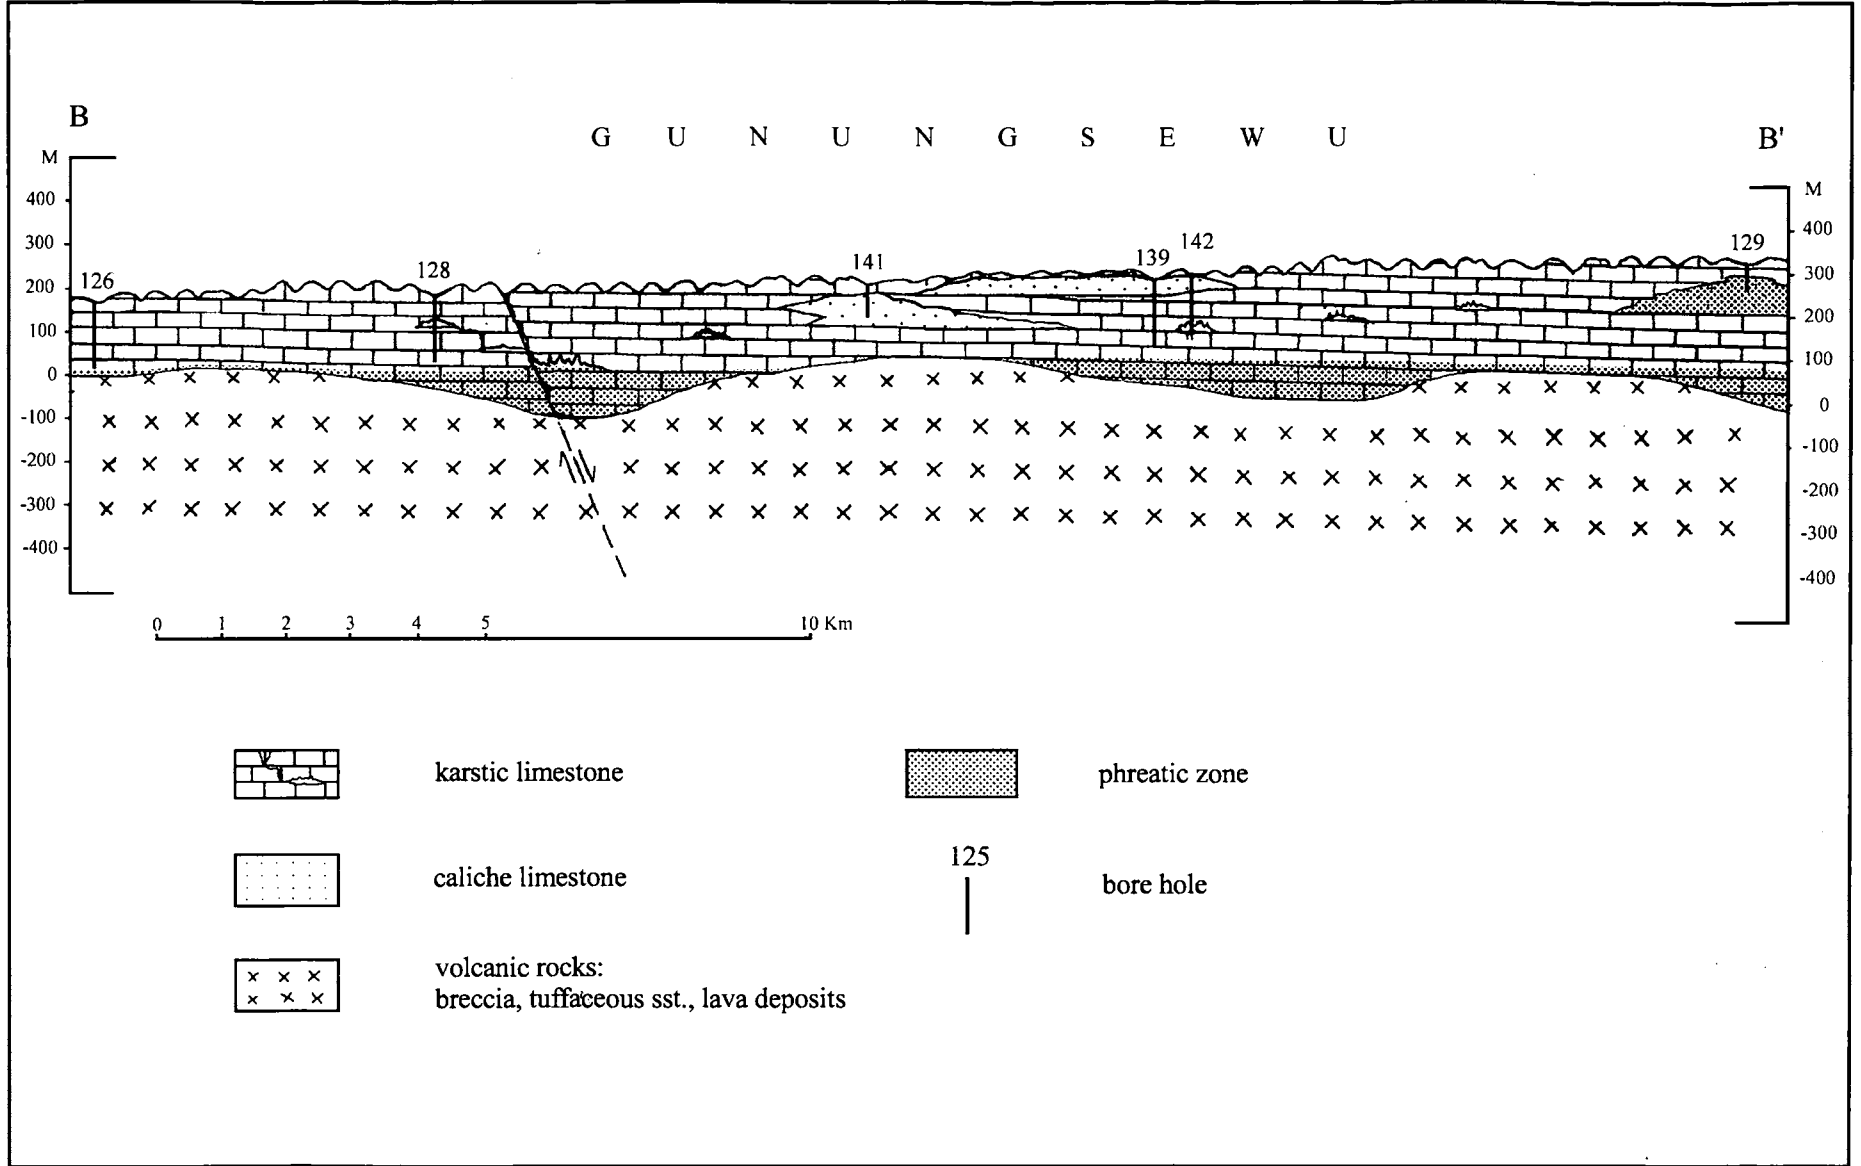 B
G U N U N G S E W U
B'
M
400
300
200
100
0
-100
-200
-300
-400
126
128
141
139
142
129
M
400
300
200
100
0
-100
-200
-300
-400
0 1 2 3 4 5 10 Km
karstic limestone
phreatic zone
caliche limestone
125
bore hole
volcanic rocks:
breccia, tuffaceous sst., lava deposits